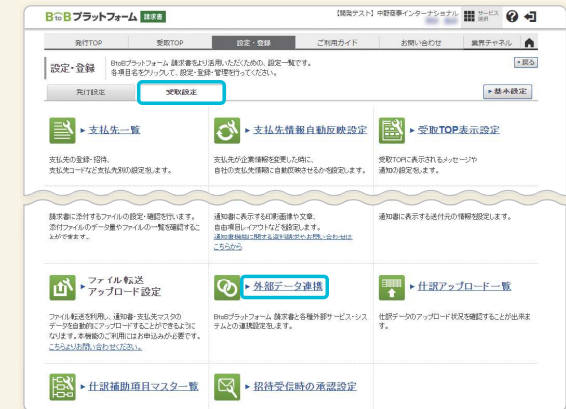 BtoB プラットフォーム 請求書
【開発テスト】中野商事インターナショナル
サービス選択
発行TOP 受取TOP 設定・登録 ご利用ガイド お問い合わせ 業界チャネル
設定・登録
BtoBプラットフォーム 請求書をより活用いただくための、設定一覧です。
各項目名をクリックして、設定・登録・管理を行ってください。
戻る
発行設定 受取設定 基本設定
支払先一覧
支払先の登録・招待、
支払先コードなど支払先別の設定をします。
支払先情報自動反映設定
支払先が企業情報を変更した時に、
自社の支払先情報に自動反映させるかを設定します。
受取TOP表示設定
受取TOPに表示されるメッセージや
通知の設定をします。
請求書に添付するファイルの設定・確認を行います。
添付ファイルのデータ量やファイルの一覧を確認するこ
とができます。
通知書に表示する印影画像や文章、
自由項目レイアウトなどを設定します。
通知書機能に関する資料請求やお問い合わせは
こちらから
通知書に表示する送付元の情報を設定します。
ファイル転送
アップロード設定
ファイル転送を利用し、通知書・支払先マスタの
データを自動的にアップロードすることができるように
なります。本機能のご利用にはお申込みが必要です。
こちらよりお問い合わせください。
外部データ連携
BtoBプラットフォーム 請求書と各種外部サービス・シス
テムとの連携設定をします。
仕訳アップロード一覧
仕訳データのアップロード状況を確認することが出来ま
す。
仕訳補助項目マスター覧
招待受信時の承認設定